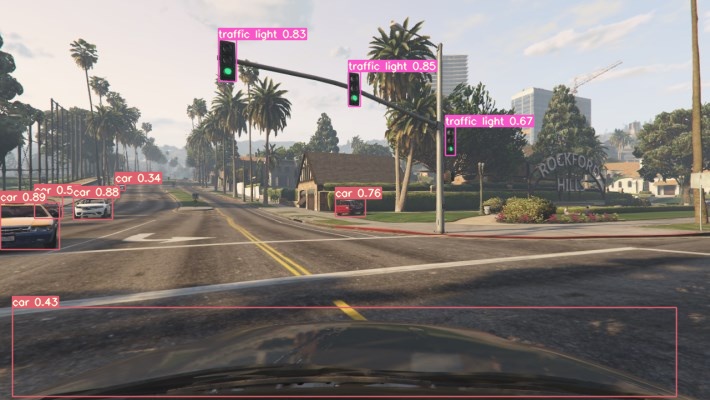 traffic light 0.83
traffic light 0.85
traffic light 0.67
car 0.34
car 0.89
car 0.5
car 0.88
car 0.76
ROCKFORD
HILLS
car 0.43